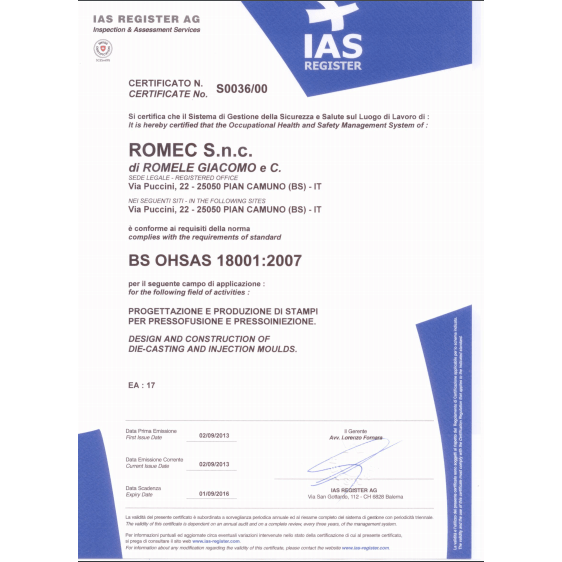 IAS REGISTER AG
Inspection & Assessment Services
IAS
REGISTER
CERTIFICATO N.
CERTIFICATE No. S0036/00
Si certifica che il Sistema di Gestione della Sicurezza e Salute sul Luogo di Lavoro di :
It is hereby certified that the Occupational Health and Safety Management System of :
ROMEC S.n.c.
di ROMELE GIACOMO e C.
SEDE LEGALE - REGISTERED OFFICE
Via Puccini, 22 - 25050 PIAN CAMUNO (BS) - IT
NEI SEGUENTI SITI - IN THE FOLLOWING SITES
Via Puccini, 22 - 25050 PIAN CAMUNO (BS) - IT
è conforme ai requisiti della norma
complies with the requirements of standard
BS OHSAS 18001:2007
per il seguente campo di applicazione :
for the following field of activities :
PROGETTAZIONE E PRODUZIONE DI STAMPI
PER PRESSOFUSIONE E PRESSOINIEZIONE.
DESIGN AND CONSTRUCTION OF
DIE-CASTING AND INJECTION MOULDS.
EA : 17
Data Prima Emissione
First Issue Date 02/09/2013
Il Gerente
Avv. Lorenzo Fornara
Data Emissione Corrente
Current Issue Date 02/09/2013
Data Scadenza
Expiry Date 01/09/2016
IAS REGISTER AG
Via San Gottardo, 112 - CH 6828 Balerna
La validità del presente certificato è subordinata a sorveglianza periodica annuale ed al riesame completo del sistema di gestione con periodicità triennale.
The validity of this certificate is dependent on an annual audit and on a complete review, every three years, of the management system.
Per informazioni puntuali ed aggiornate circa eventuali variazioni intervenute nello stato della certificazione di cui al presente certificato,
si prega di consultare il sito web www.ias-register.com.
For information about any modification regarding the validity of this certificate, please contact the website www.ias-register.com.